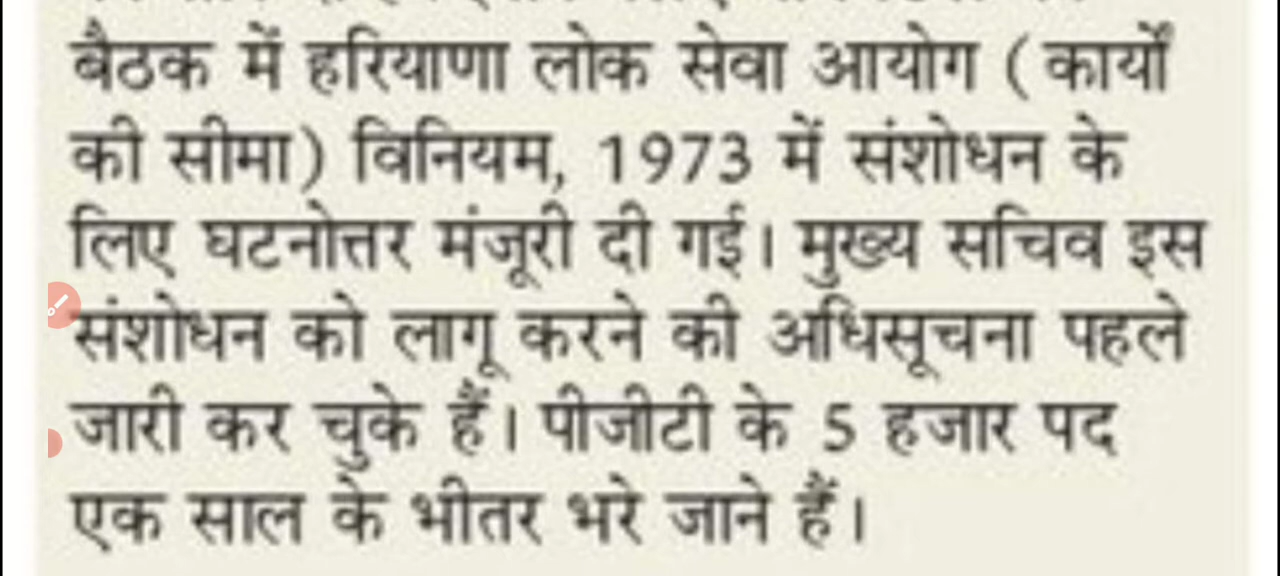 बैठक में हरियाणा लोक सेवा आयोग (कार्यों
की सीमा) विनियम, 1973 में संशोधन के
लिए घटनोत्तर मंजूरी दी गई। मुख्य सचिव इस
संशोधन को लागू करने की अधिसूचना पहले
जारी कर चुके हैं। पीजीटी के 5 हजार पद
एक साल के भीतर भरे जाने हैं।